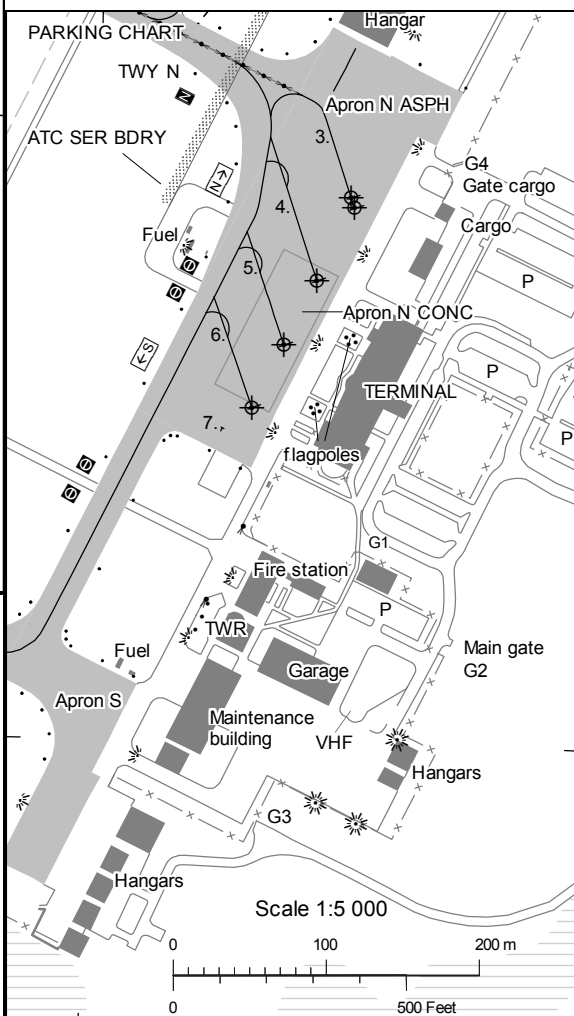 Hangar
PARKING CHART
TWY N
N
Apron N ASPH
3.
ATC SER BDRY
G4
Gate cargo
N→
4.
Cargo
Fuel
5.
P
Apron N CONC
6.
←S
P
TERMINAL
7.
P
flagpoles
G1
Fire station
P
TWR
Main gate
G2
Fuel
Garage
Apron S
Maintenance
building
VHF
Hangars
G3
Hangars
Scale 1:5 000
0 100 200 m
0 500 Feet